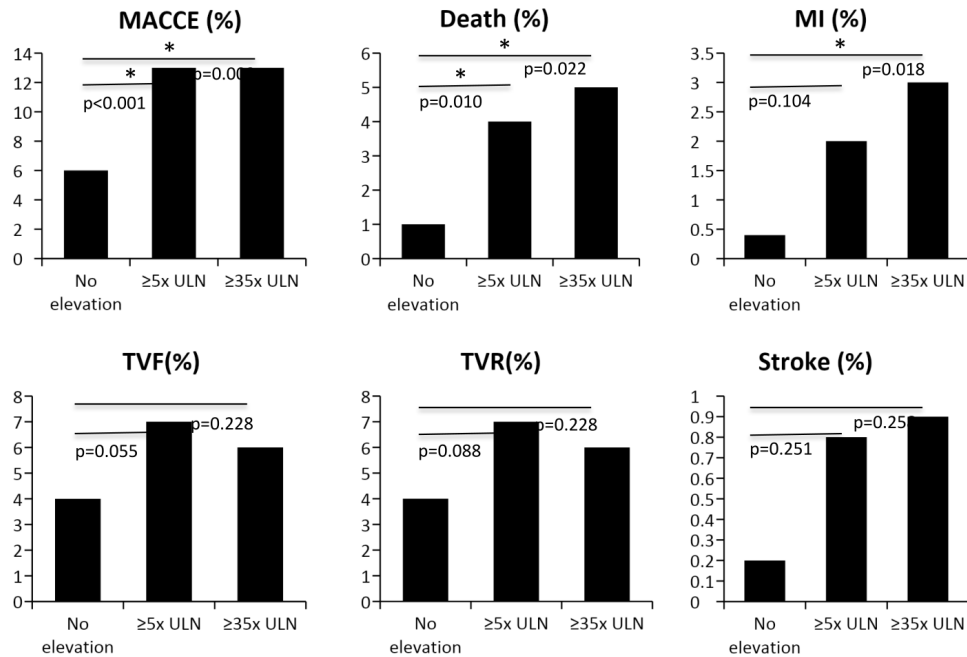 MACCE (%)
*
14
12
10
8
6
4
2
0
*
p<0.001
No elevation
≥5x ULN
≥35x ULN
Death (%)
*
6
5
4
3
2
1
0
*
p=0.022
p=0.010
No elevation
≥5x ULN
≥35x ULN
MI (%)
*
3.5
3
2.5
2
1.5
1
0.5
0
p=0.018
p=0.104
No elevation
≥5x ULN
≥35x ULN
TVF(%)
8
7
6
5
4
3
2
1
0
p=0.228
p=0.055
No elevation
≥5x ULN
≥35x ULN
TVR(%)
8
7
6
5
4
3
2
1
0
p=0.228
p=0.088
No elevation
≥5x ULN
≥35x ULN
Stroke (%)
1
0.9
0.8
0.7
0.6
0.5
0.4
0.3
0.2
0.1
0
p=0.251
No elevation
≥5x ULN
≥35x ULN